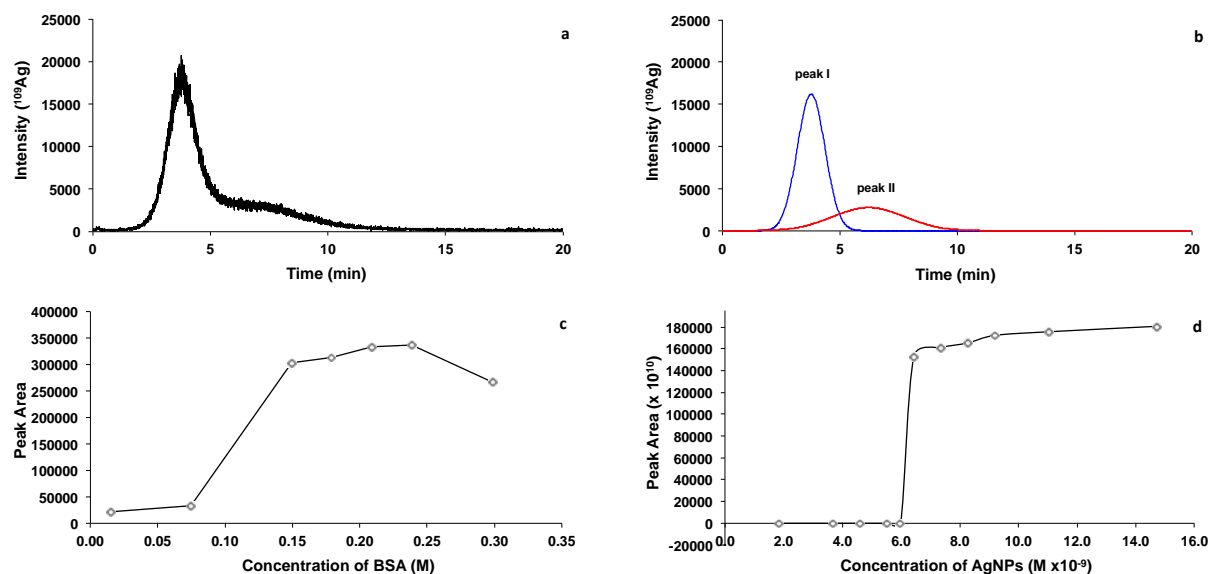 a
25000
20000
15000
10000
5000
0
Intensity (¹⁰⁹Ag)
0 5 10 15 20
Time (min)
b
25000
20000
15000
10000
5000
0
Intensity (¹⁰⁹Ag)
peak I
peak II
0 5 10 15 20
Time (min)
c
400000
350000
300000
250000
200000
150000
100000
50000
0
Peak Area
0.00 0.05 0.10 0.15 0.20 0.25 0.30 0.35
Concentration of BSA (M)
d
180000
160000
140000
120000
100000
80000
60000
40000
20000
0
-20000
Peak Area (x 10¹⁰)
0.0 2.0 4.0 6.0 8.0 10.0 12.0 14.0 16.0
Concentration of AgNPs (M x10⁻⁹)